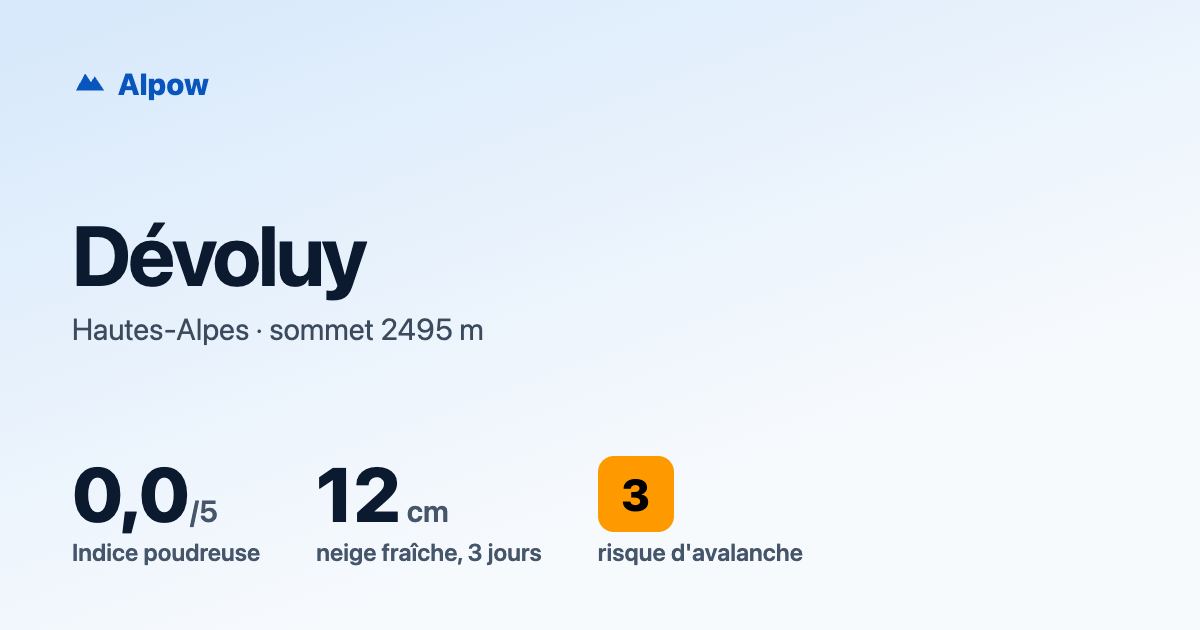 Alpow
Dévoluy
Hautes-Alpes · sommet 2495 m
0,0/5
Indice poudreuse
12 cm
neige fraîche, 3 jours
3
risque d'avalanche